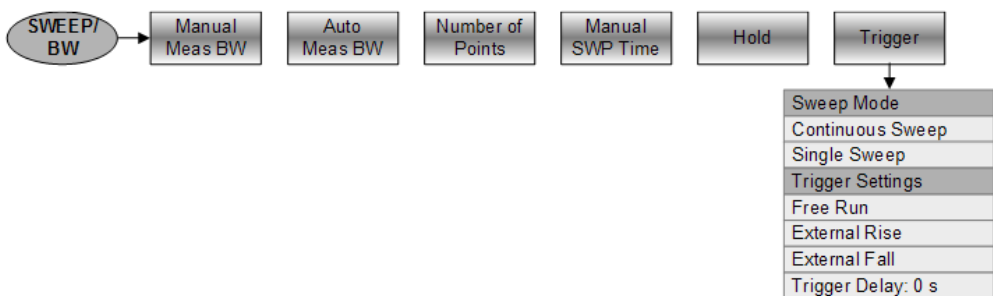 SWEEP/
BW
Manual
Meas BW
Auto
Meas BW
Number of
Points
Manual
SWP Time
Hold
Trigger
Sweep Mode
Continuous Sweep
Single Sweep
Trigger Settings
Free Run
External Rise
External Fall
Trigger Delay: 0 s